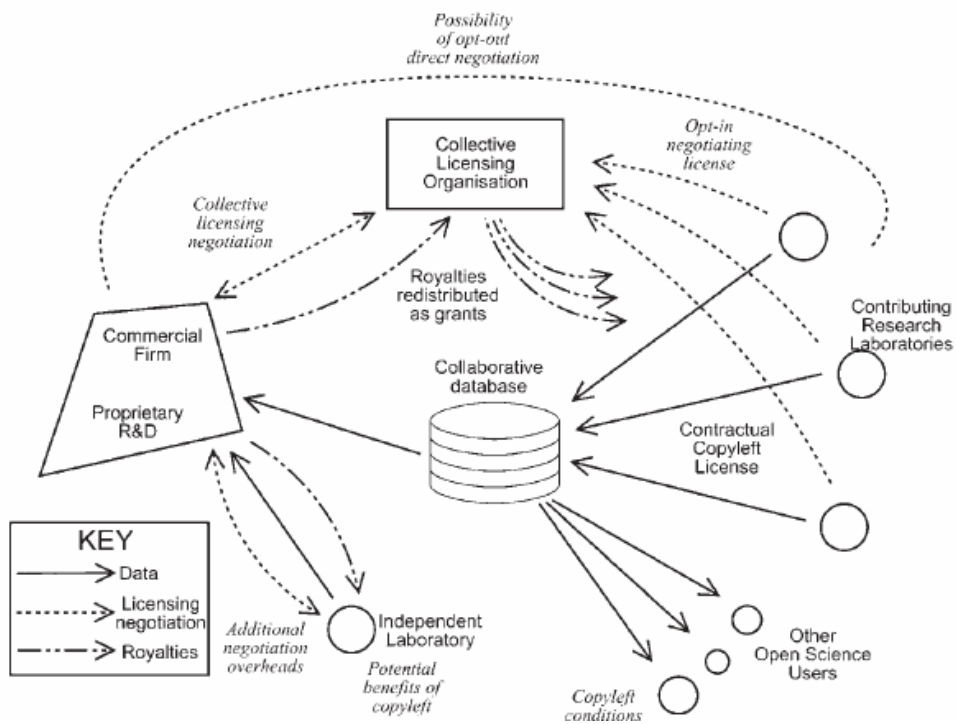 Possibility
of opt-out
direct negotiation
Collective
Licensing
Organisation
Opt-in
negotiating
license
Collective
licensing
negotiation
Royalties
redistributed
as grants
Contributing
Research
Laboratories
Commercial
Firm
Proprietary
R&D
Collaborative
database
Contractual
Copyleft
License
KEY
Data
Licensing
negotiation
Royalties
Additional
negotiation
overheads
Independent
Laboratory
Potential
benefits of
copyleft
Other
Open Science
Users
Copyleft
conditions